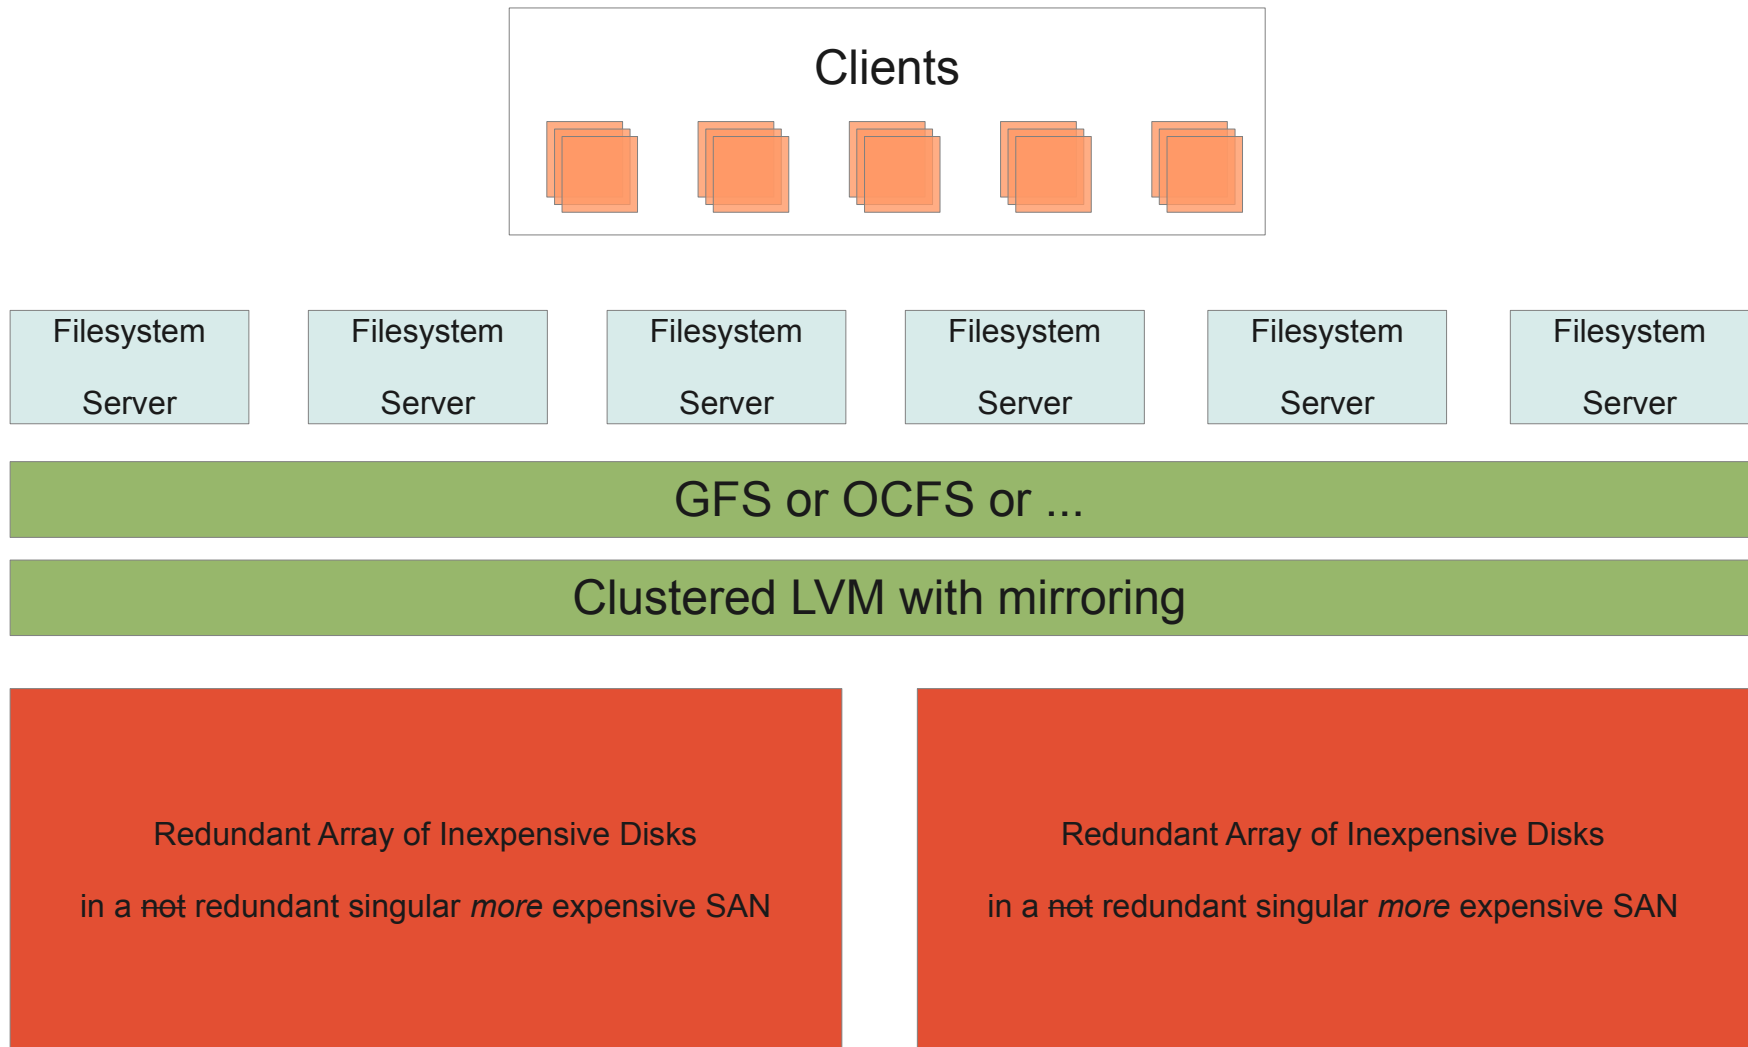 Clients
Filesystem
Server
Filesystem
Server
Filesystem
Server
Filesystem
Server
Filesystem
Server
Filesystem
Server
GFS or OCFS or ...
Clustered LVM with mirroring
Redundant Array of Inexpensive Disks
in a not redundant singular more expensive SAN
Redundant Array of Inexpensive Disks
in a not redundant singular more expensive SAN